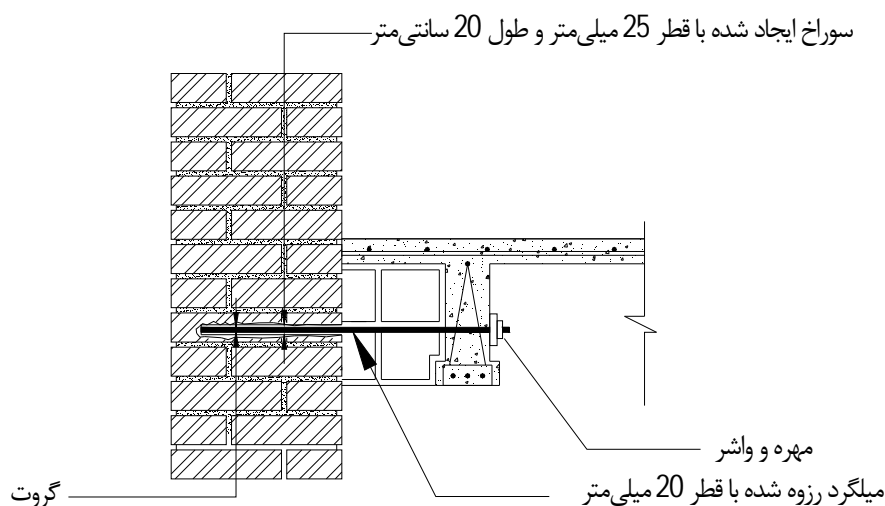 سوراخ ایجاد شده با قطر 25 میلی‌متر و طول 20 سانتی‌متر
مهره و واشر
میلگرد رزوه شده با قطر 20 میلی‌متر
گروت